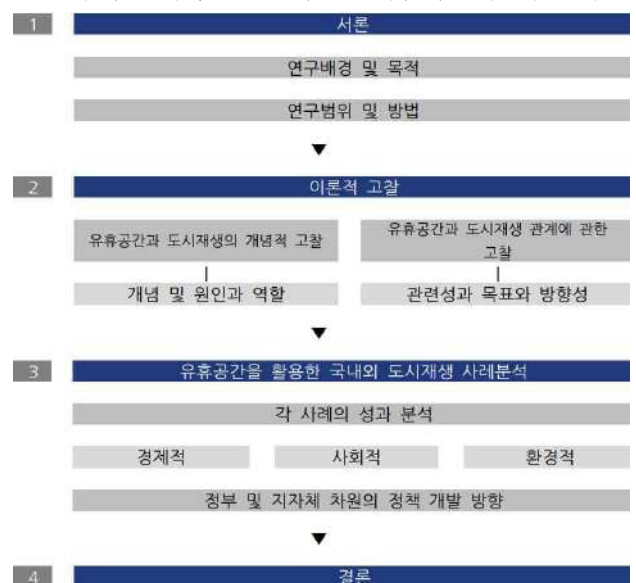 1 서론
연구배경 및 목적
연구범위 및 방법
▼
2 이론적 고찰
유휴공간과 도시재생의 개념적 고찰
유휴공간과 도시재생 관계에 관한
고찰
개념 및 원인과 역할
관련성과 목표와 방향성
▼
3 유휴공간을 활용한 국내외 도시재생 사례분석
각 사례의 성과 분석
경제적 사회적 환경적
정부 및 지자체 차원의 정책 개발 방향
▼
4 결론